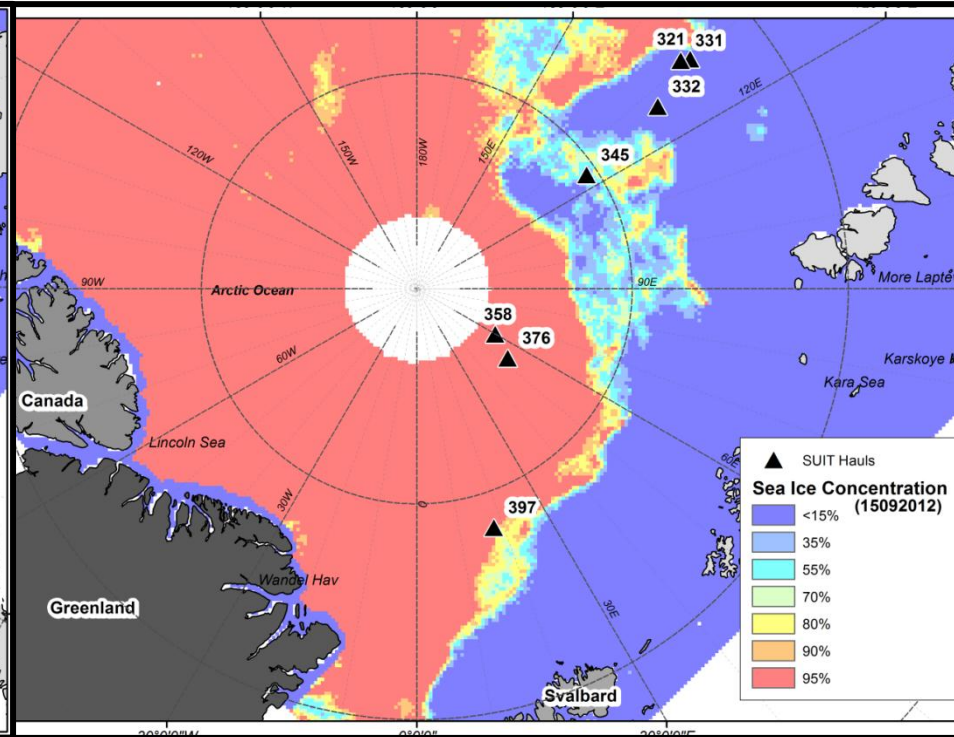 321 331
332
120E
150W
180W
150E
120W
345
90W
Arctic Ocean
90E
More Lapte
358
376
60W
Karskoye
Kara Sea
Canada
Lincoln Sea
60E
SUIT Hauls
Sea Ice Concentration
(15092012)
<15%
35%
55%
70%
80%
90%
95%
397
30W
0
Wandel Hav
Greenland
30E
Svalbard